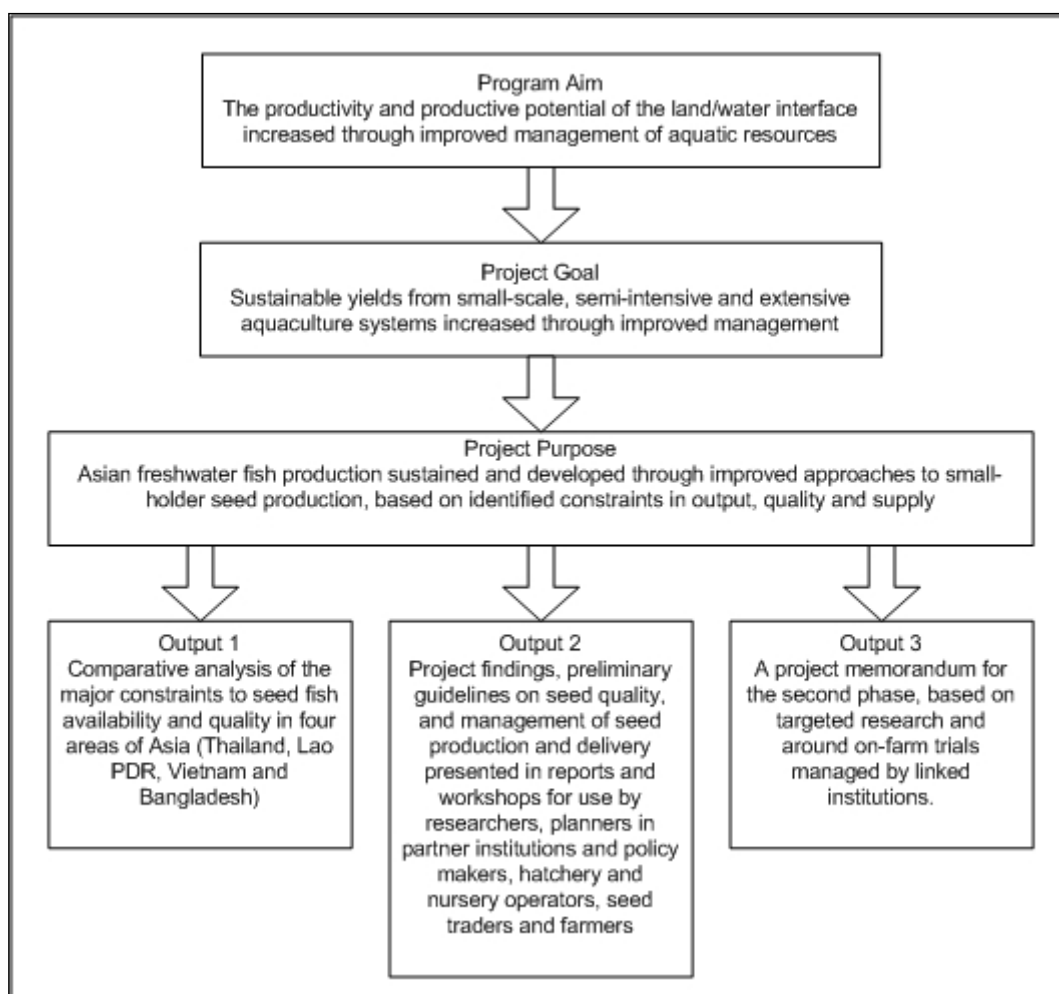 Program Aim
The productivity and productive potential of the land/water interface
increased through improved management of aquatic resources
Project Goal
Sustainable yields from small-scale, semi-intensive and extensive
aquaculture systems increased through improved management
Project Purpose
Asian freshwater fish production sustained and developed through improved approaches to small-
holder seed production, based on identified constraints in output, quality and supply
Output 1
Comparative analysis of the
major constraints to seed fish
availability and quality in four
areas of Asia (Thailand, Lao
PDR, Vietnam and
Bangladesh)
Output 2
Project findings, preliminary
guidelines on seed quality,
and management of seed
production and delivery
presented in reports and
workshops for use by
researchers, planners in
partner institutions and policy
makers, hatchery and
nursery operators, seed
traders and farmers
Output 3
A project memorandum for
the second phase, based on
targeted research and
around on-farm trials
managed by linked
institutions.